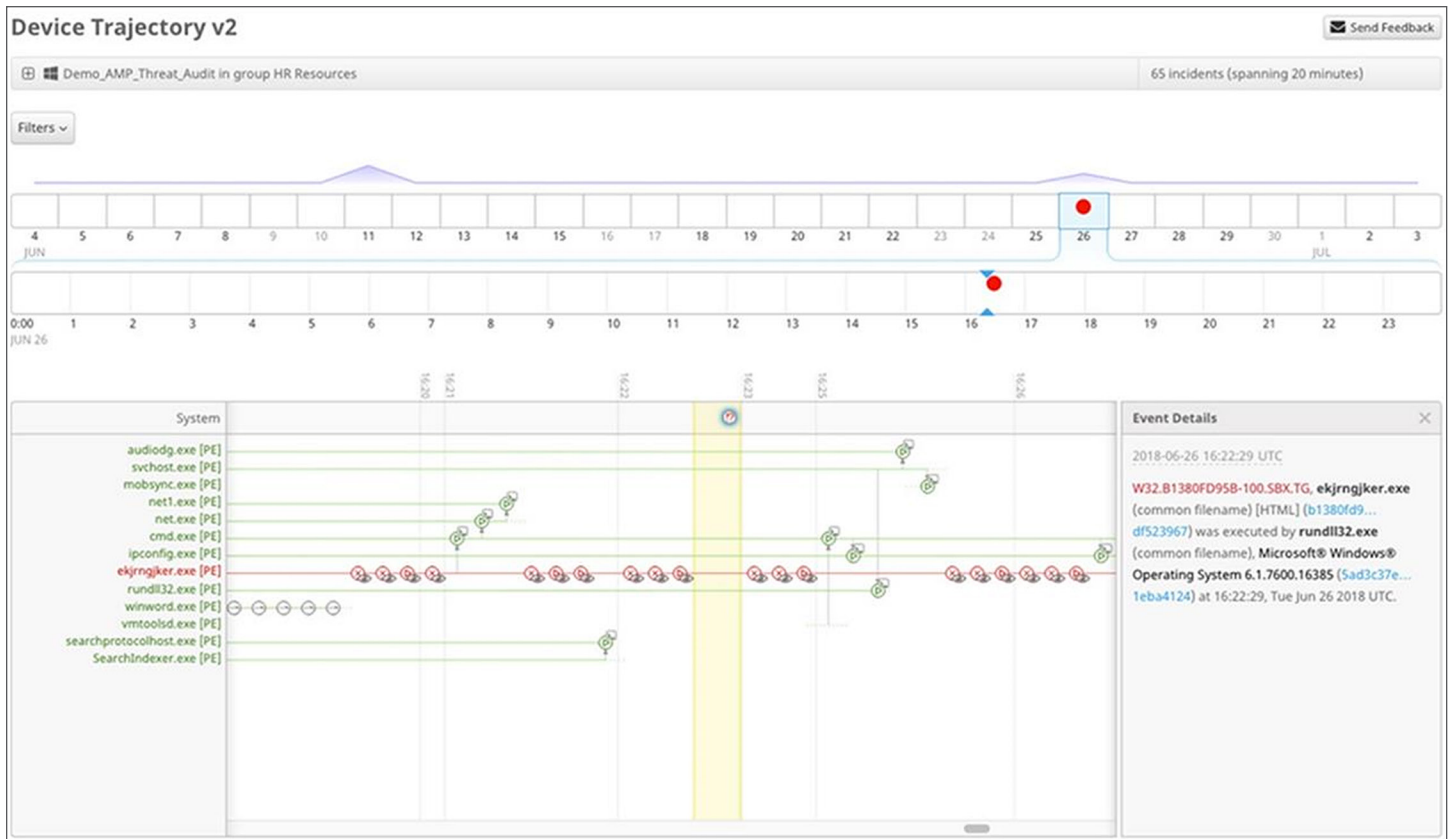 Device Trajectory v2
Send Feedback
Demo_AMP_Threat_Audit in group HR Resources
65 incidents (spanning 20 minutes)
Filters
4 5 6 7 8 9 10 11 12 13 14 15 16 17 18 19 20 21 22 23 24 25 26 27 28 29 30 1 2 3
JUN JUL
0:00 1 2 3 4 5 6 7 8 9 10 11 12 13 14 15 16 17 18 19 20 21 22 23
JUN 26
16:20 16:21 16:22 16:23 16:25 16:26
System
audiodg.exe [PE]
svchost.exe [PE]
mobsync.exe [PE]
net1.exe [PE]
net.exe [PE]
cmd.exe [PE]
ipconfig.exe [PE]
ekjrngjker.exe [PE]
rundll32.exe [PE]
winword.exe [PE]
vmtoolsd.exe [PE]
searchprotocolhost.exe [PE]
SearchIndexer.exe [PE]
Event Details
2018-06-26 16:22:29 UTC
W32.B1380FD95B-100.SBX.TG, ekjrngjker.exe
(common filename) [HTML] (b1380fd9...
df523967) was executed by rundll32.exe
(common filename), Microsoft® Windows®
Operating System 6.1.7600.16385 (5ad3c37e...
1eba4124) at 16:22:29, Tue Jun 26 2018 UTC.